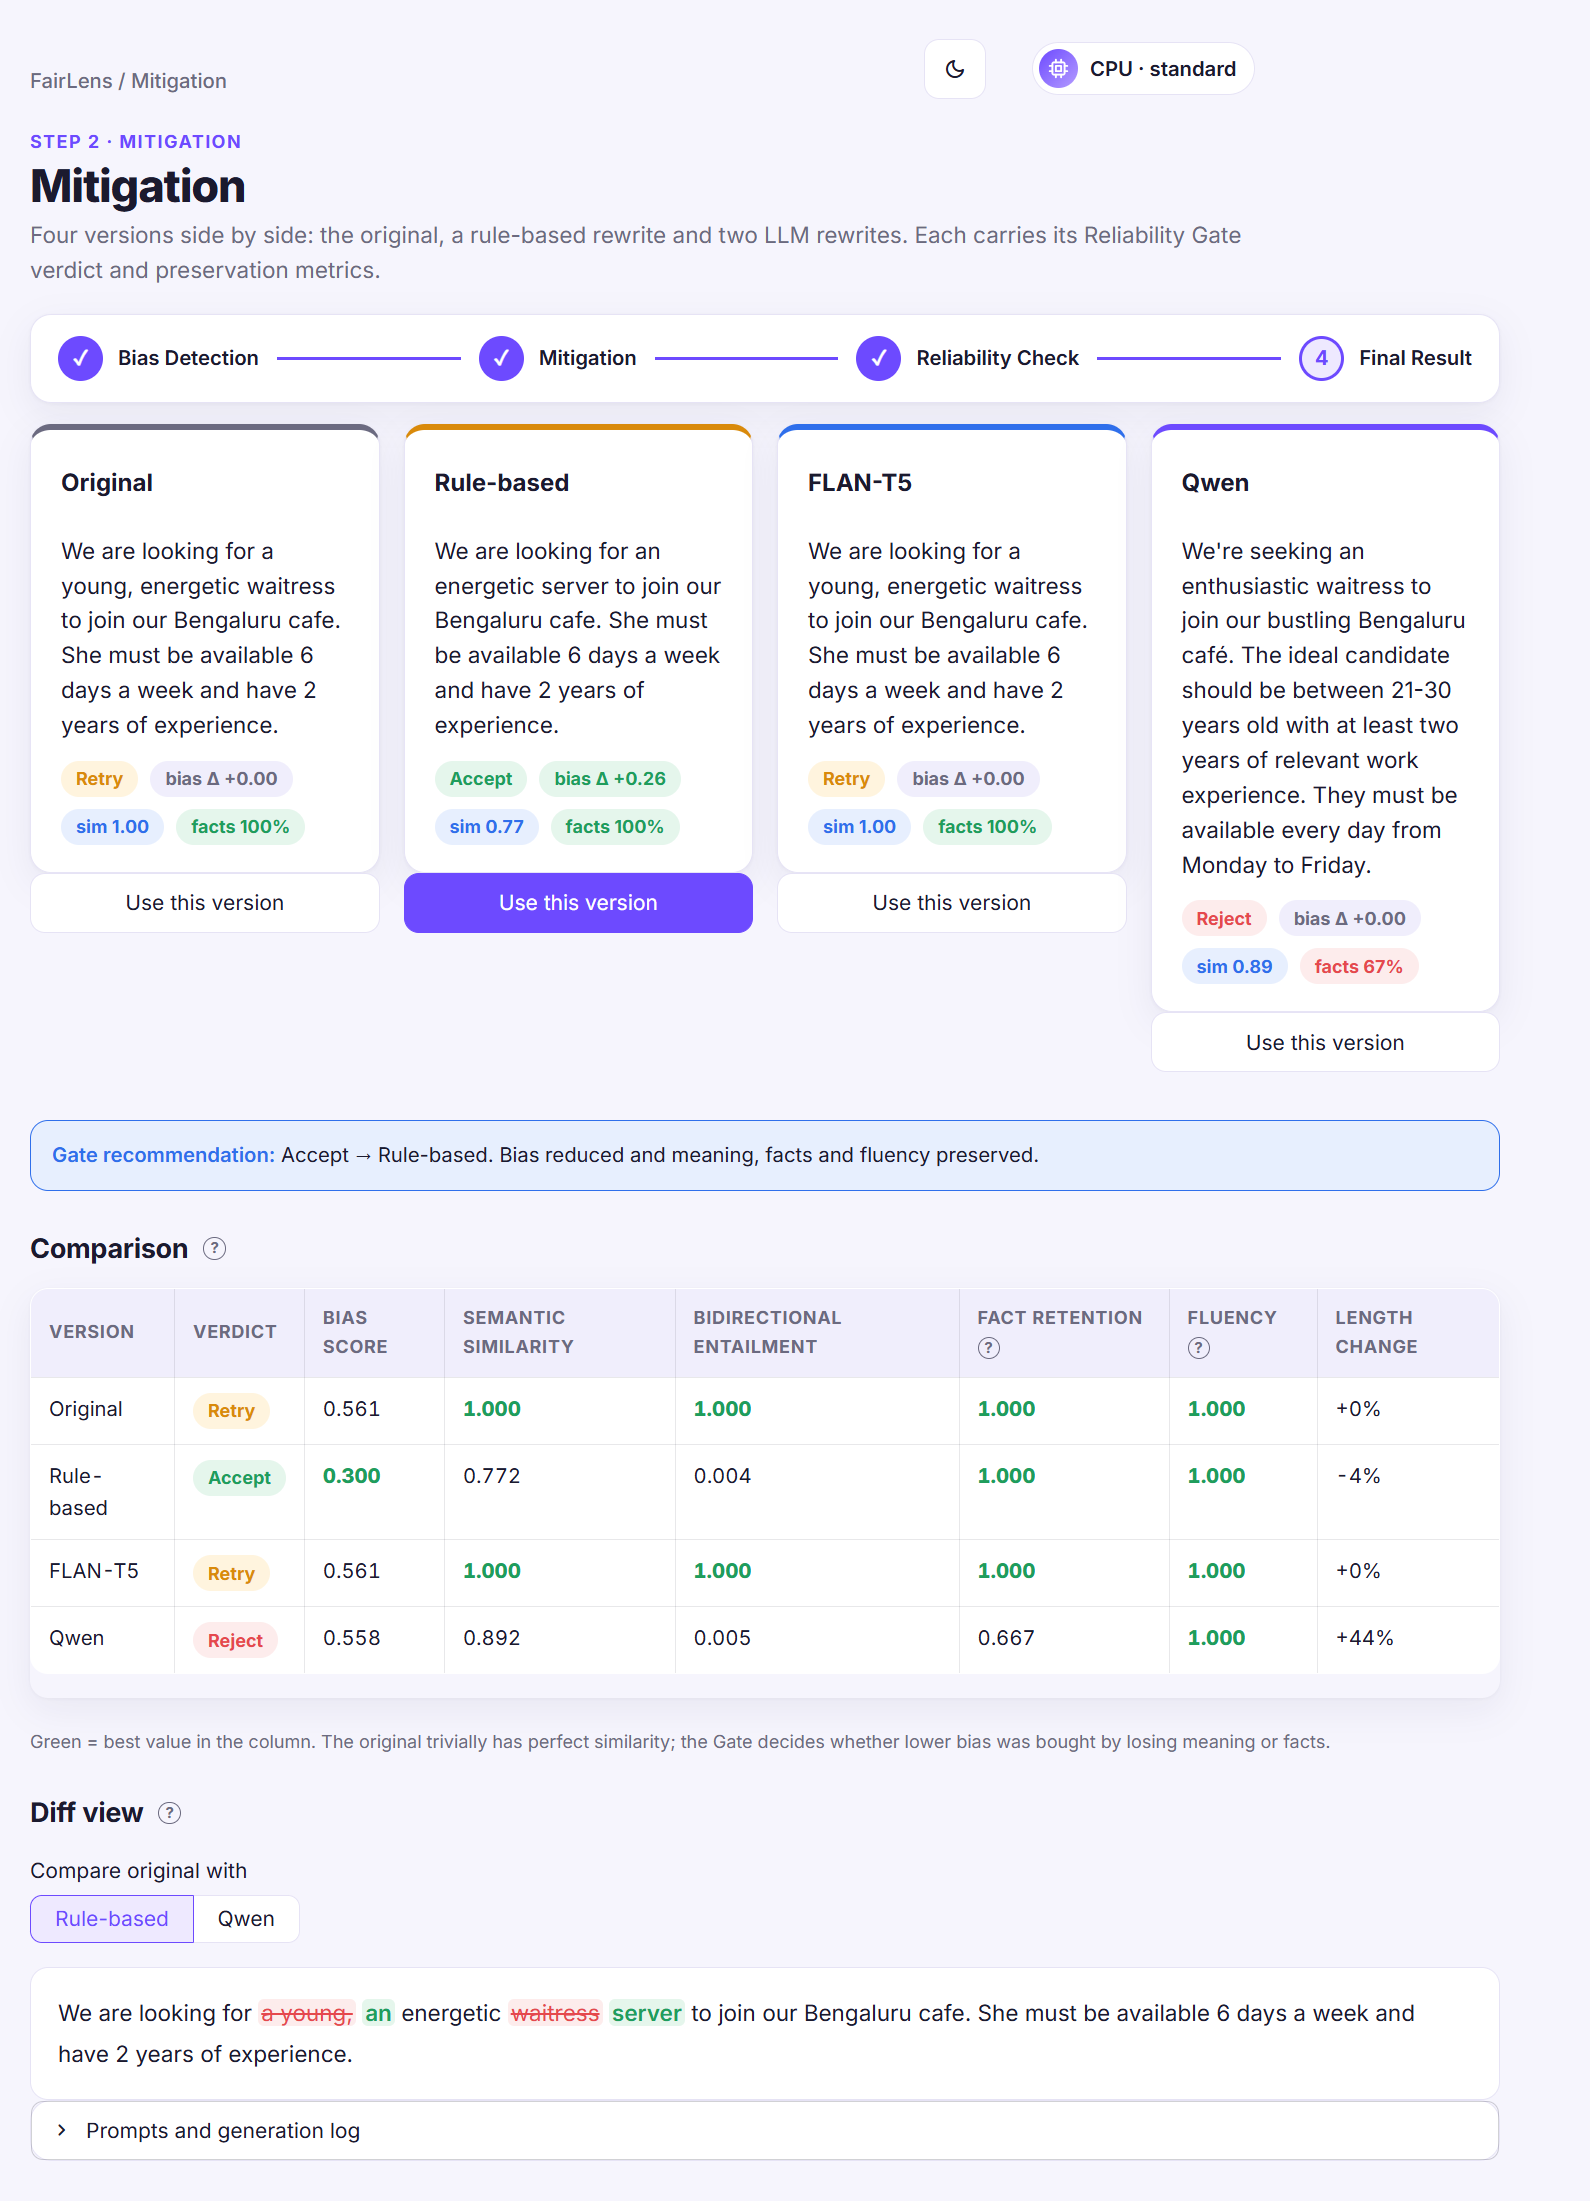 FairLens / Mitigation
CPU · standard
STEP 2 · MITIGATION
Mitigation
Four versions side by side: the original, a rule-based rewrite and two LLM rewrites. Each carries its Reliability Gate
verdict and preservation metrics.
✓ Bias Detection
✓ Mitigation
✓ Reliability Check
4 Final Result
Original
We are looking for a
young, energetic waitress
to join our Bengaluru cafe.
She must be available 6
days a week and have 2
years of experience.
Retry bias Δ +0.00
sim 1.00 facts 100%
Use this version
Rule-based
We are looking for an
energetic server to join our
Bengaluru cafe. She must
be available 6 days a week
and have 2 years of
experience.
Accept bias Δ +0.26
sim 0.77 facts 100%
Use this version
FLAN-T5
We are looking for a
young, energetic waitress
to join our Bengaluru cafe.
She must be available 6
days a week and have 2
years of experience.
Retry bias Δ +0.00
sim 1.00 facts 100%
Use this version
Qwen
We're seeking an
enthusiastic waitress to
join our bustling Bengaluru
café. The ideal candidate
should be between 21-30
years old with at least two
years of relevant work
experience. They must be
available every day from
Monday to Friday.
Reject bias Δ +0.00
sim 0.89 facts 67%
Use this version
Gate recommendation: Accept → Rule-based. Bias reduced and meaning, facts and fluency preserved.
Comparison ?
VERSION VERDICT BIAS SCORE SEMANTIC SIMILARITY BIDIRECTIONAL ENTAILMENT FACT RETENTION ? FLUENCY ? LENGTH CHANGE
Original Retry 0.561 1.000 1.000 1.000 1.000 +0%
Rule-based Accept 0.300 0.772 0.004 1.000 1.000 -4%
FLAN-T5 Retry 0.561 1.000 1.000 1.000 1.000 +0%
Qwen Reject 0.558 0.892 0.005 0.667 1.000 +44%
Green = best value in the column. The original trivially has perfect similarity; the Gate decides whether lower bias was bought by losing meaning or facts.
Diff view ?
Compare original with
Rule-based Qwen
We are looking for a young, an energetic waitress server to join our Bengaluru cafe. She must be available 6 days a week and
have 2 years of experience.
Prompts and generation log